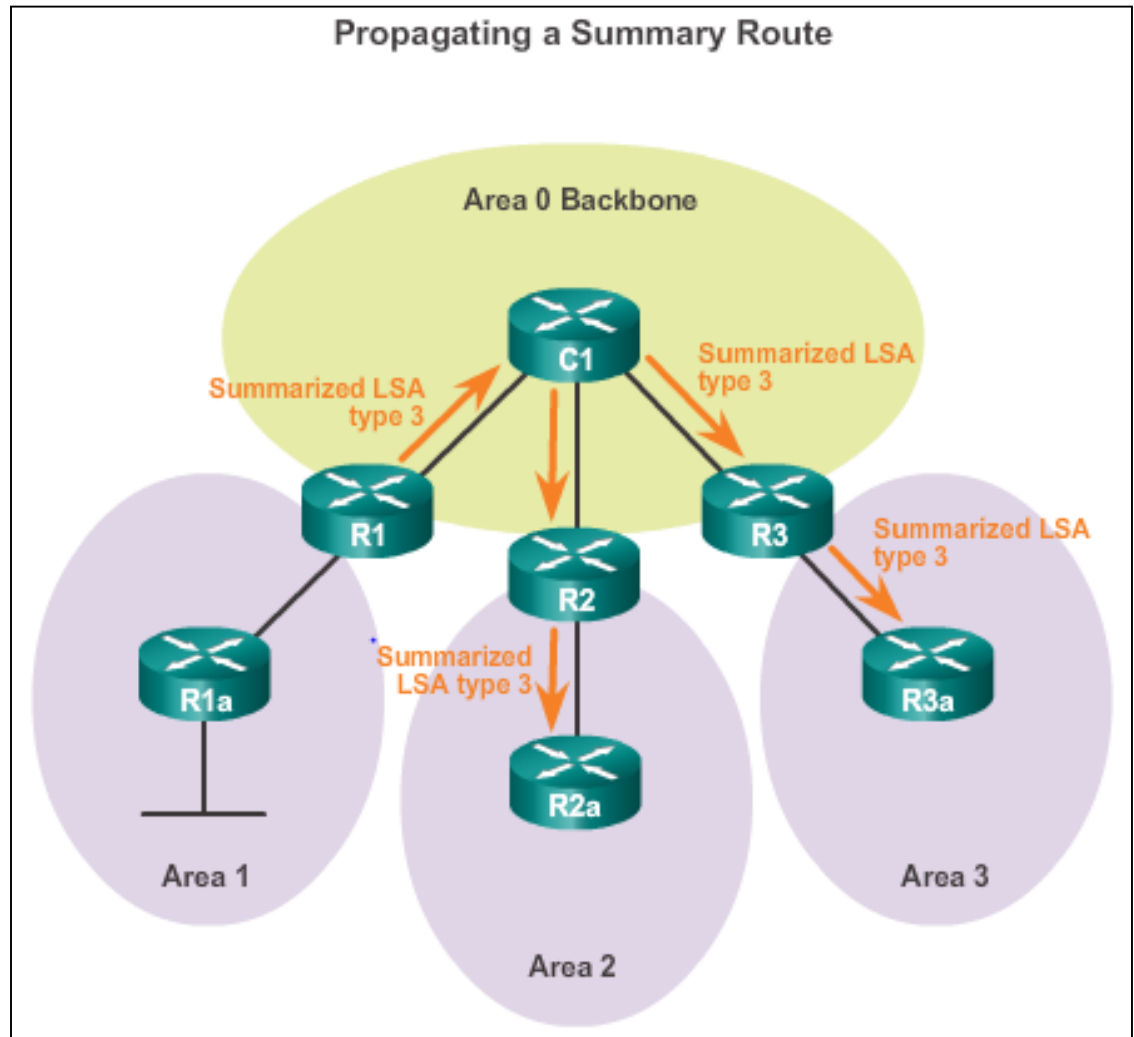 Propagating a Summary Route
Area 0 Backbone
C1
Summarized LSA
type 3
Summarized LSA
type 3
R1
R3
Summarized LSA
type 3
R2
R1a
Summarized
LSA type 3
R3a
R2a
Area 1
Area 3
Area 2